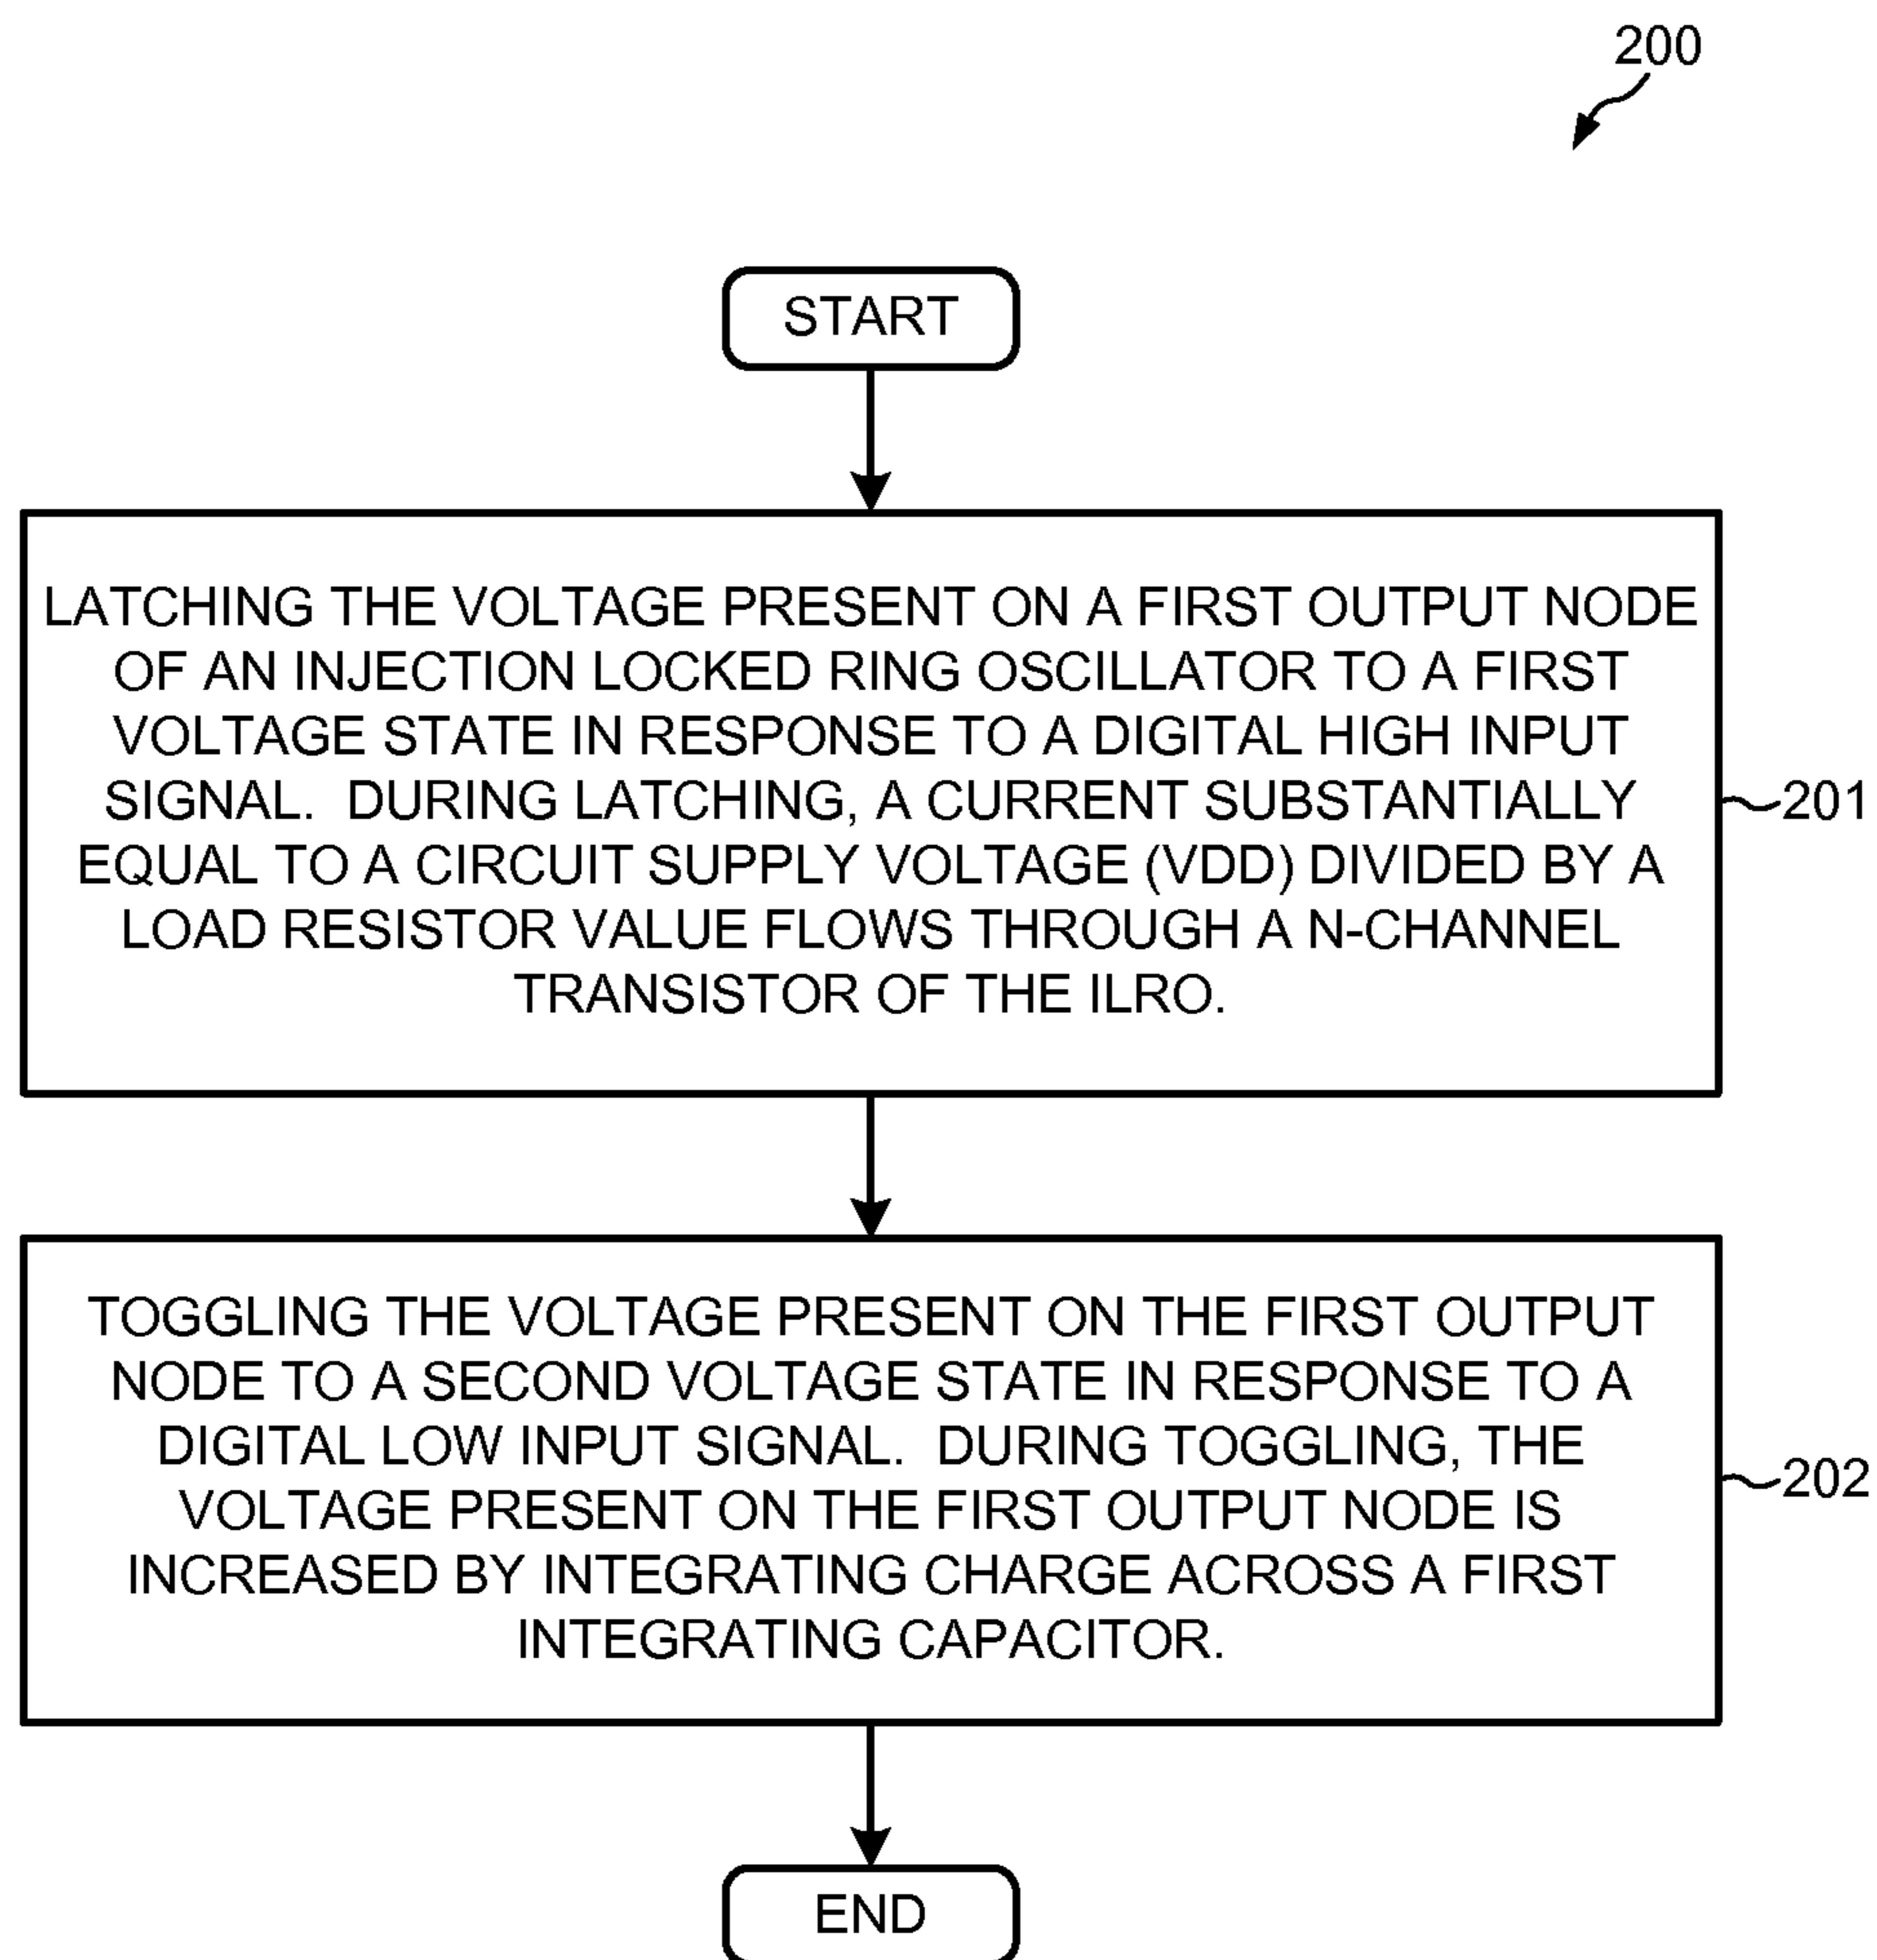 200
START
LATCHING THE VOLTAGE PRESENT ON A FIRST OUTPUT NODE
OF AN INJECTION LOCKED RING OSCILLATOR TO A FIRST
VOLTAGE STATE IN RESPONSE TO A DIGITAL HIGH INPUT
SIGNAL.  DURING LATCHING, A CURRENT SUBSTANTIALLY
EQUAL TO A CIRCUIT SUPPLY VOLTAGE (VDD) DIVIDED BY A
LOAD RESISTOR VALUE FLOWS THROUGH A N-CHANNEL
TRANSISTOR OF THE ILRO.
201
TOGGLING THE VOLTAGE PRESENT ON THE FIRST OUTPUT
NODE TO A SECOND VOLTAGE STATE IN RESPONSE TO A
DIGITAL LOW INPUT SIGNAL.  DURING TOGGLING, THE
VOLTAGE PRESENT ON THE FIRST OUTPUT NODE IS
INCREASED BY INTEGRATING CHARGE ACROSS A FIRST
INTEGRATING CAPACITOR.
202
END